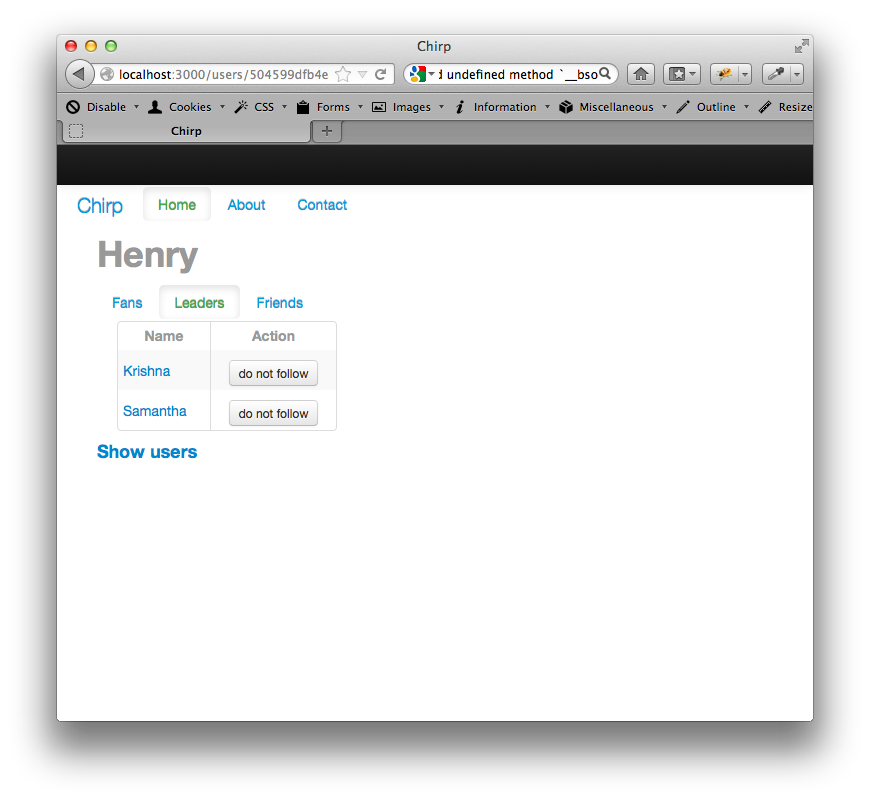 Chirp
localhost:3000/users/504599dfb4e
undefined method `__bso
Disable Cookies CSS Forms Images Information Miscellaneous Outline Resize
Chirp
Chirp Home About Contact
Henry
Fans Leaders Friends
Name Action
Krishna do not follow
Samantha do not follow
Show users